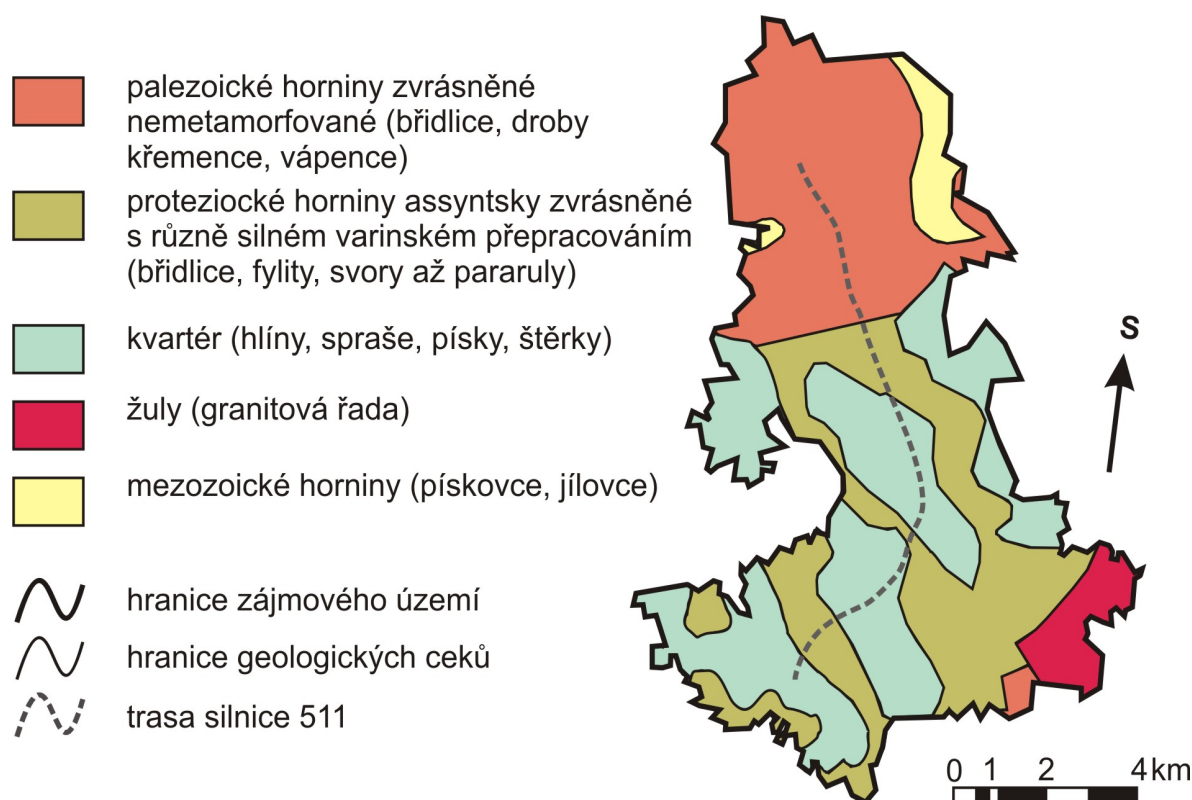 palezoické horniny zvrásněné
nemetamorfované (břidlice, droby
křemence, vápence)
proteziocké horniny assyntsky zvrásněné
s různě silném varinském přepracováním
(břidlice, fylity, svory až pararuly)
kvartér (hlíny, spraše, písky, štěrky)
žuly (granitová řada)
mezozoické horniny (pískovce, jílovce)
hranice zájmového území
hranice geologických ceků
trasa silnice 511
S
0 1 2 4 km